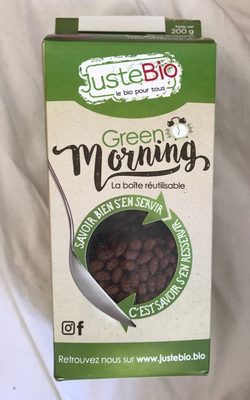 Poids net
200 g
JusteBio
le bio pour tous
Green
Morning
La boîte réutilisable
SAVOIR BIEN S'EN SERVIR
C'EST SAVOIR S'EN RESSERVIR
Retrouvez nous sur www.justebio.bio